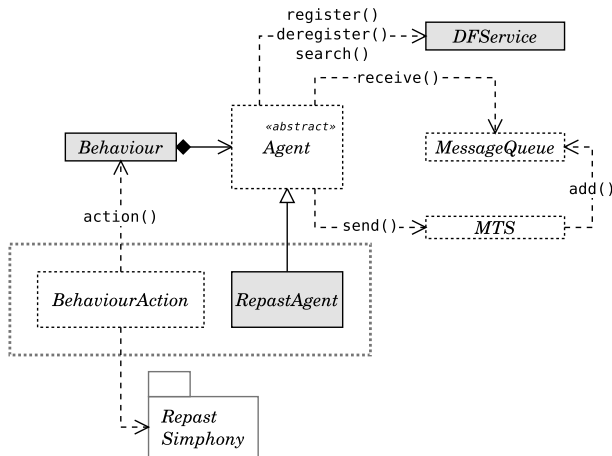 register()
deregister()
search()
DFService
receive()
«abstract»
Agent
Behaviour
MessageQueue
add()
action()
send()
MTS
BehaviourAction
RepastAgent
Repast
Simphony